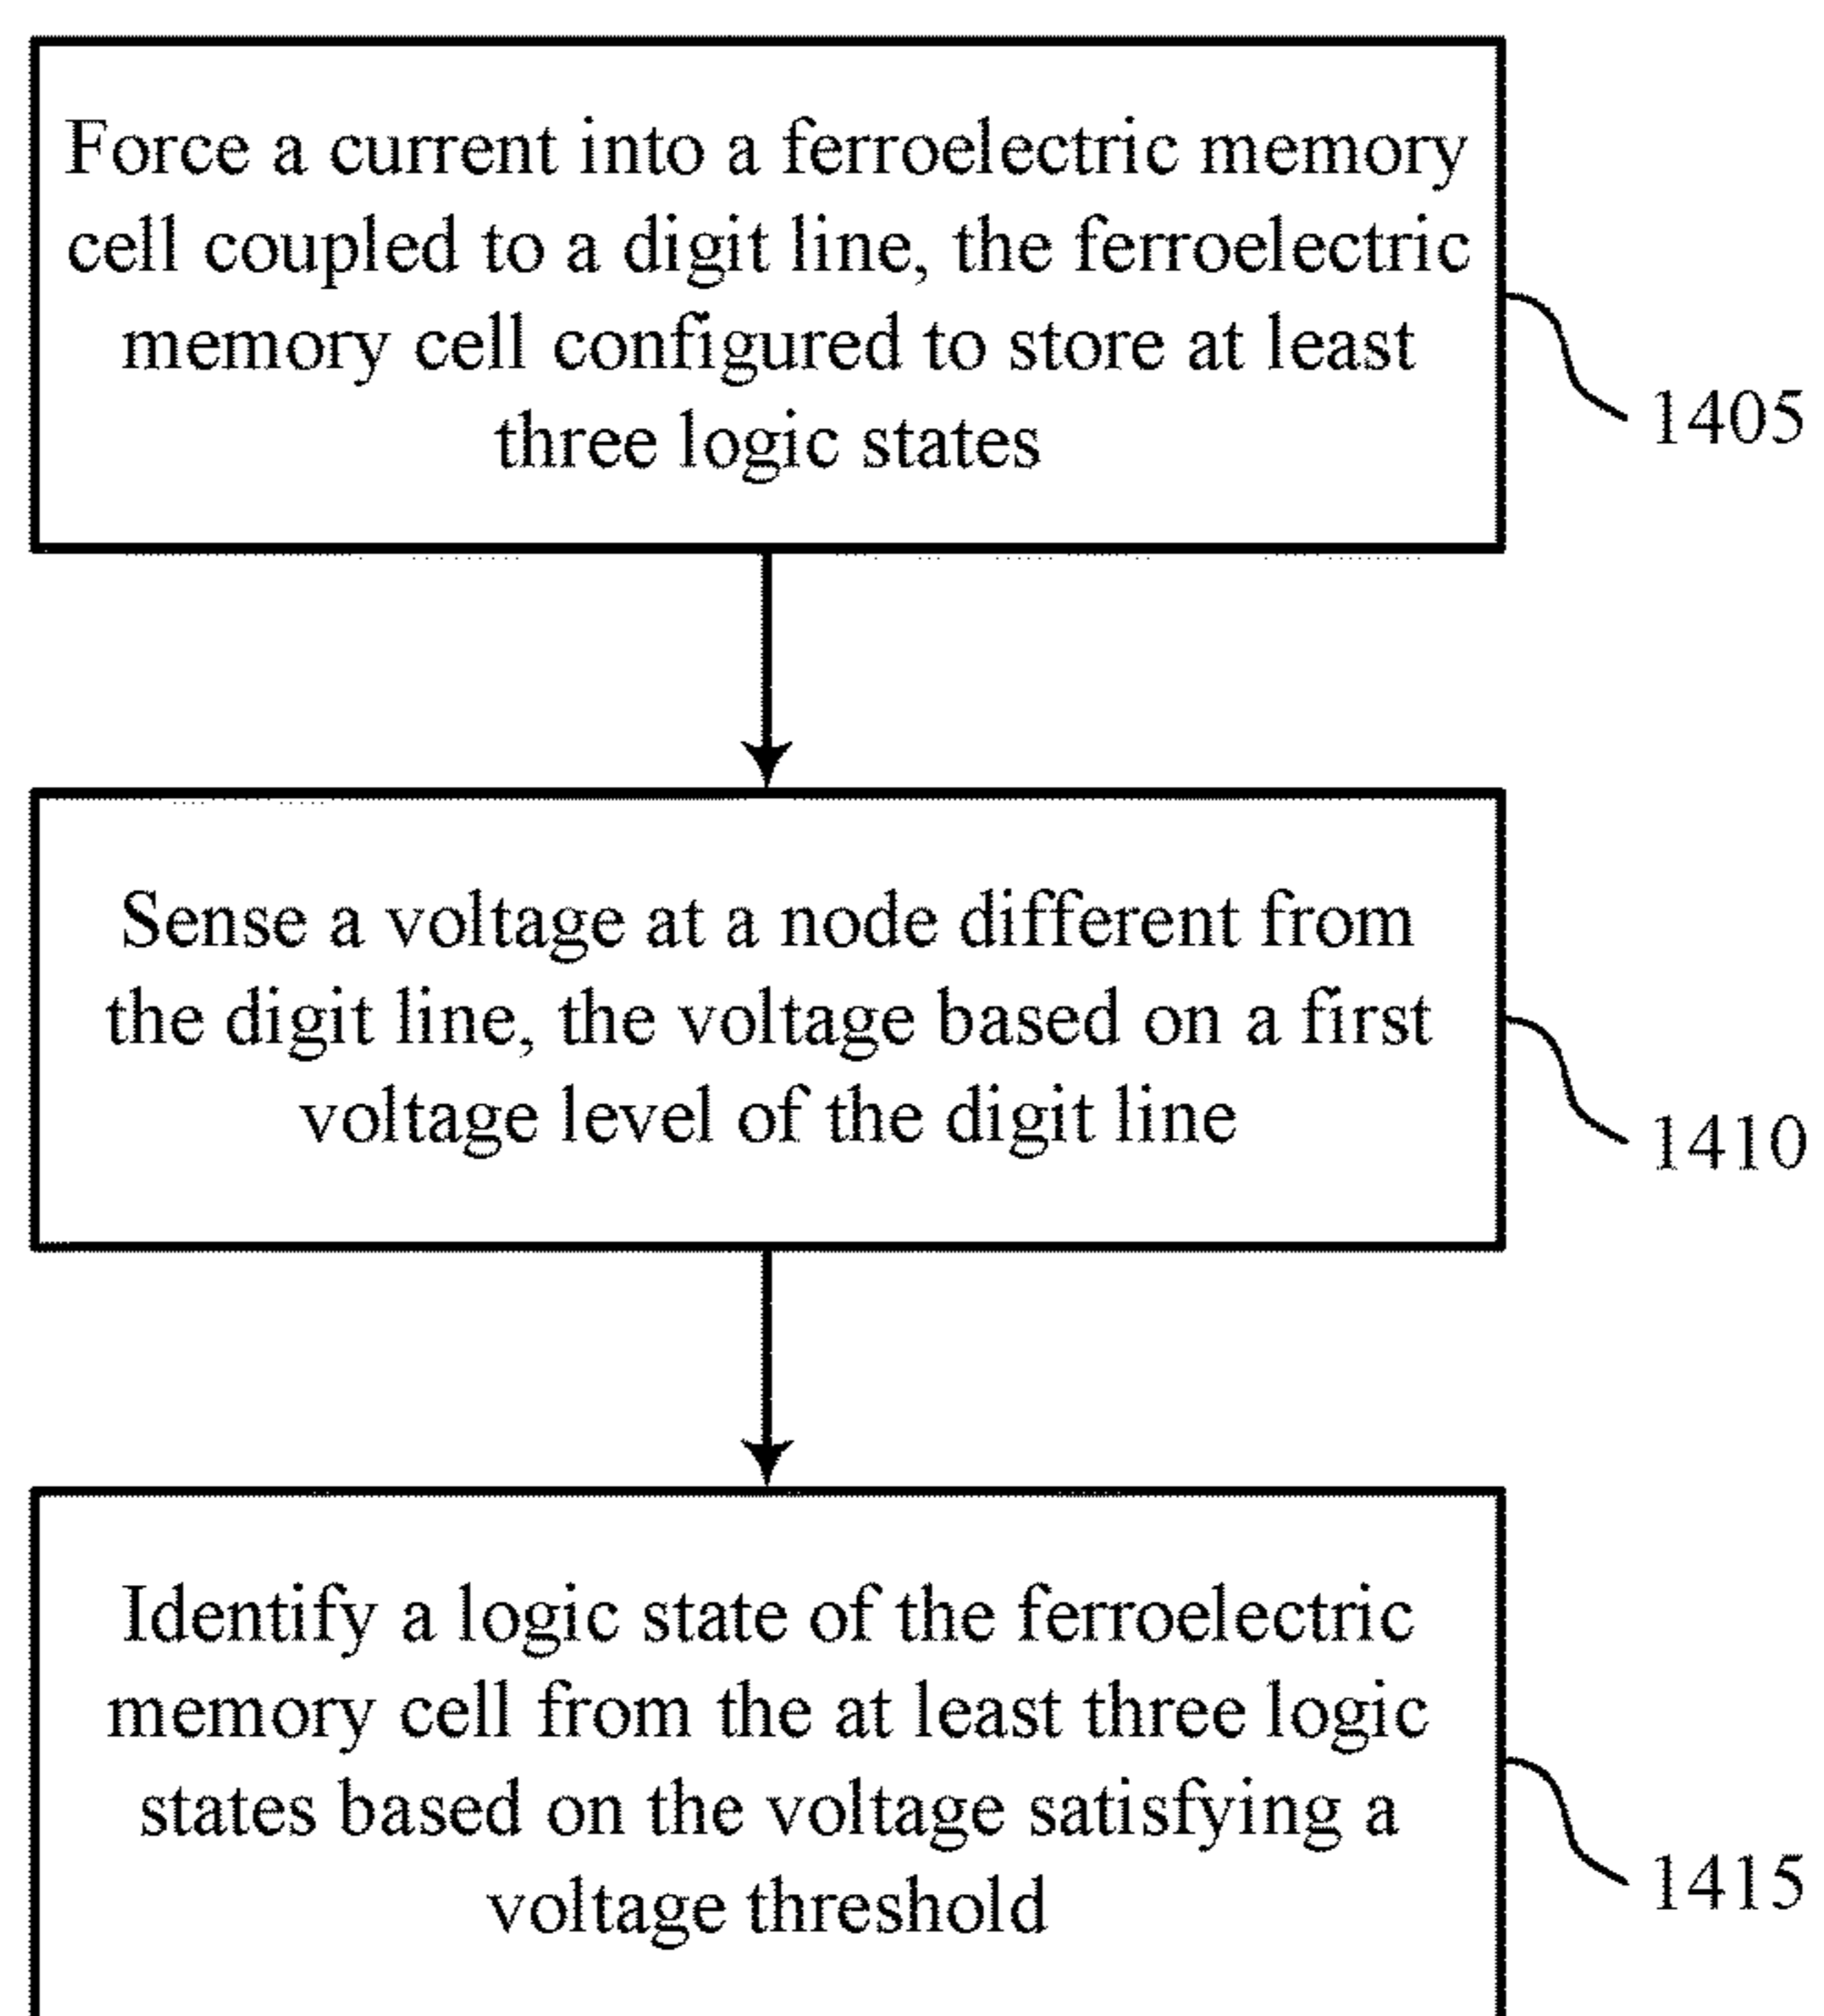 Force a current into a ferroelectric memory
cell coupled to a digit line, the ferroelectric
memory cell configured to store at least
three logic states
1405
Sense a voltage at a node different from
the digit line, the voltage based on a first
voltage level of the digit line
1410
Identify a logic state of the ferroelectric
memory cell from the at least three logic
states based on the voltage satisfying a
voltage threshold
1415